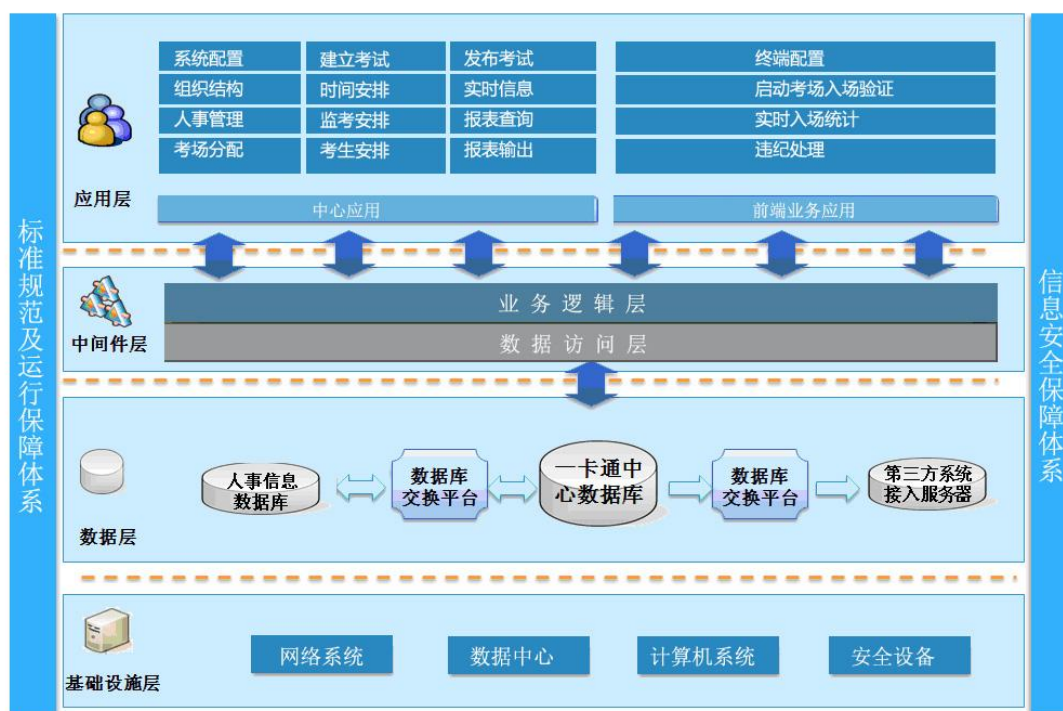 标准规范及运行保障体系
系统配置 建立考试 发布考试 终端配置
组织结构 时间安排 实时信息 启动考场入场验证
人事管理 监考安排 报表查询 实时入场统计
考场分配 考生安排 报表输出 违纪处理
应用层
中心应用 前端业务应用
业务逻辑层
中间件层
数据访问层
人事信息
数据库
数据库
交换平台
一卡通中
心数据库
数据库
交换平台
第三方系统
接入服务器
数据层
网络系统 数据中心 计算机系统 安全设备
基础设施层
信息安全保障体系